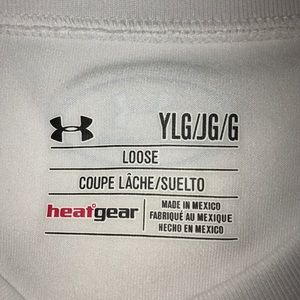 YLG/JG/G
LOOSE
COUPE LÂCHE/SUELTO
heatgear
MADE IN MEXICO
FABRIQUÉ AU MEXIQUE
HECHO EN MEXICO